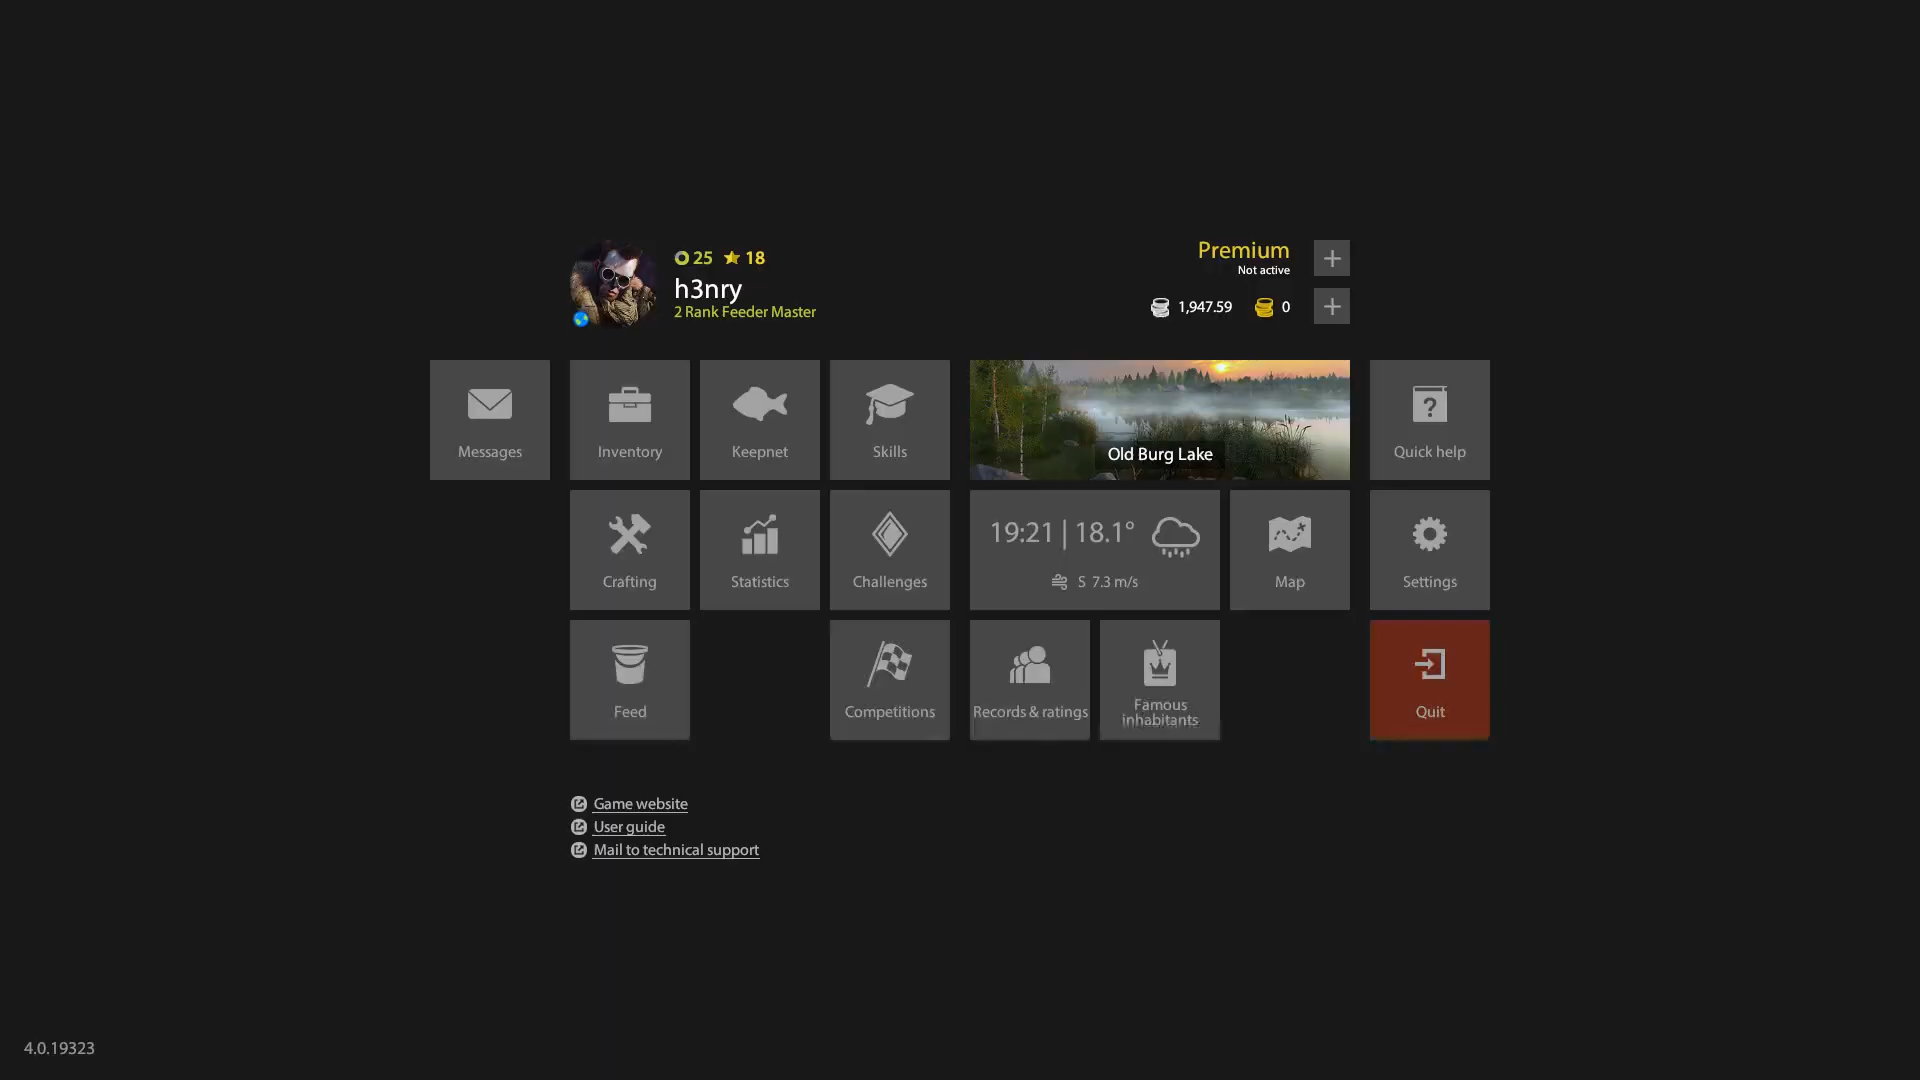 25 18
h3nry
2 Rank Feeder Master
Premium
Not active
1,947.59 0
Messages
Inventory
Keepnet
Skills
Old Burg Lake
Quick help
Crafting
Statistics
Challenges
19:21 | 18.1°
S 7.3 m/s
Map
Settings
Feed
Competitions
Records & ratings
Famous
inhabitants
Quit
Game website
User guide
Mail to technical support
4.0.19323